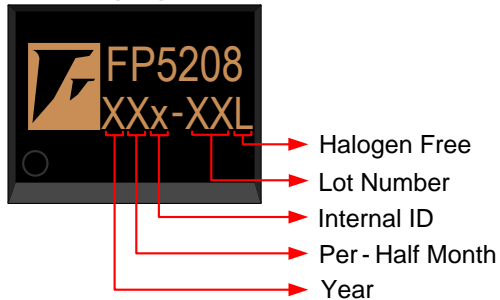 FP5208
XXx-XXL
Halogen Free
Lot Number
Internal ID
Per-Half Month
Year